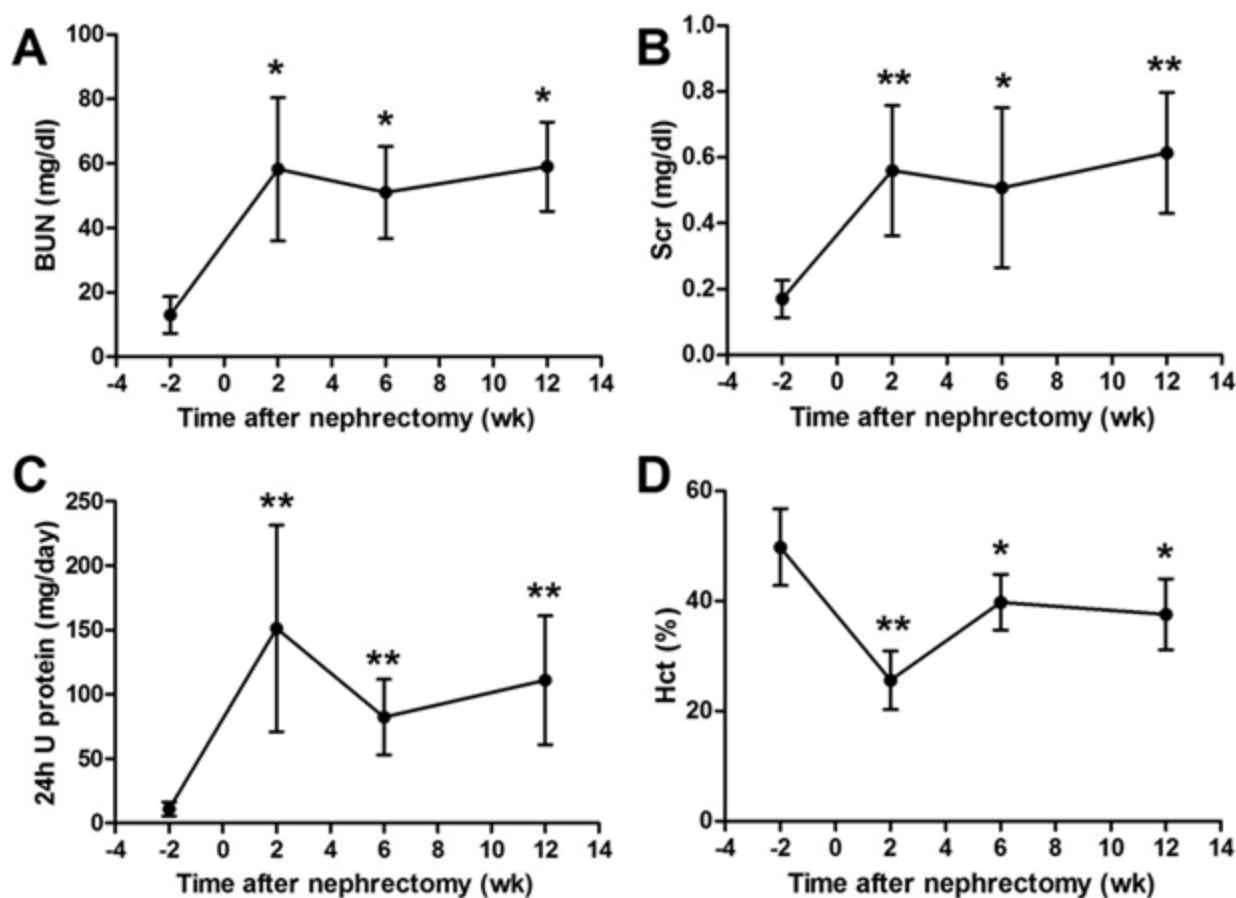 A
BUN (mg/dl)
100
80
60
40
20
0
*
*
*
-4 -2 0 2 4 6 8 10 12 14
Time after nephrectomy (wk)
B
Scr (mg/dl)
1.0
0.8
0.6
0.4
0.2
0.0
**
*
**
-4 -2 0 2 4 6 8 10 12 14
Time after nephrectomy (wk)
C
24h U protein (mg/day)
250
200
150
100
50
0
**
**
**
-4 -2 0 2 4 6 8 10 12 14
Time after nephrectomy (wk)
D
Hct (%)
60
40
20
0
**
*
*
-4 -2 0 2 4 6 8 10 12 14
Time after nephrectomy (wk)